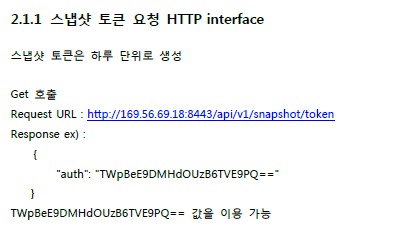 2.1.1 스냅샷 토큰 요청 HTTP interface
스냅샷 토큰은 하루 단위로 생성
Get 호출
Request URL : http://169.56.69.18:8443/api/v1/snapshot/token
Response ex) :
{
"auth": "TWpBeE9DMHdOUzB6TVE9PQ=="
}
TWpBeE9DMHdOUzB6TVE9PQ== 값을 이용 가능